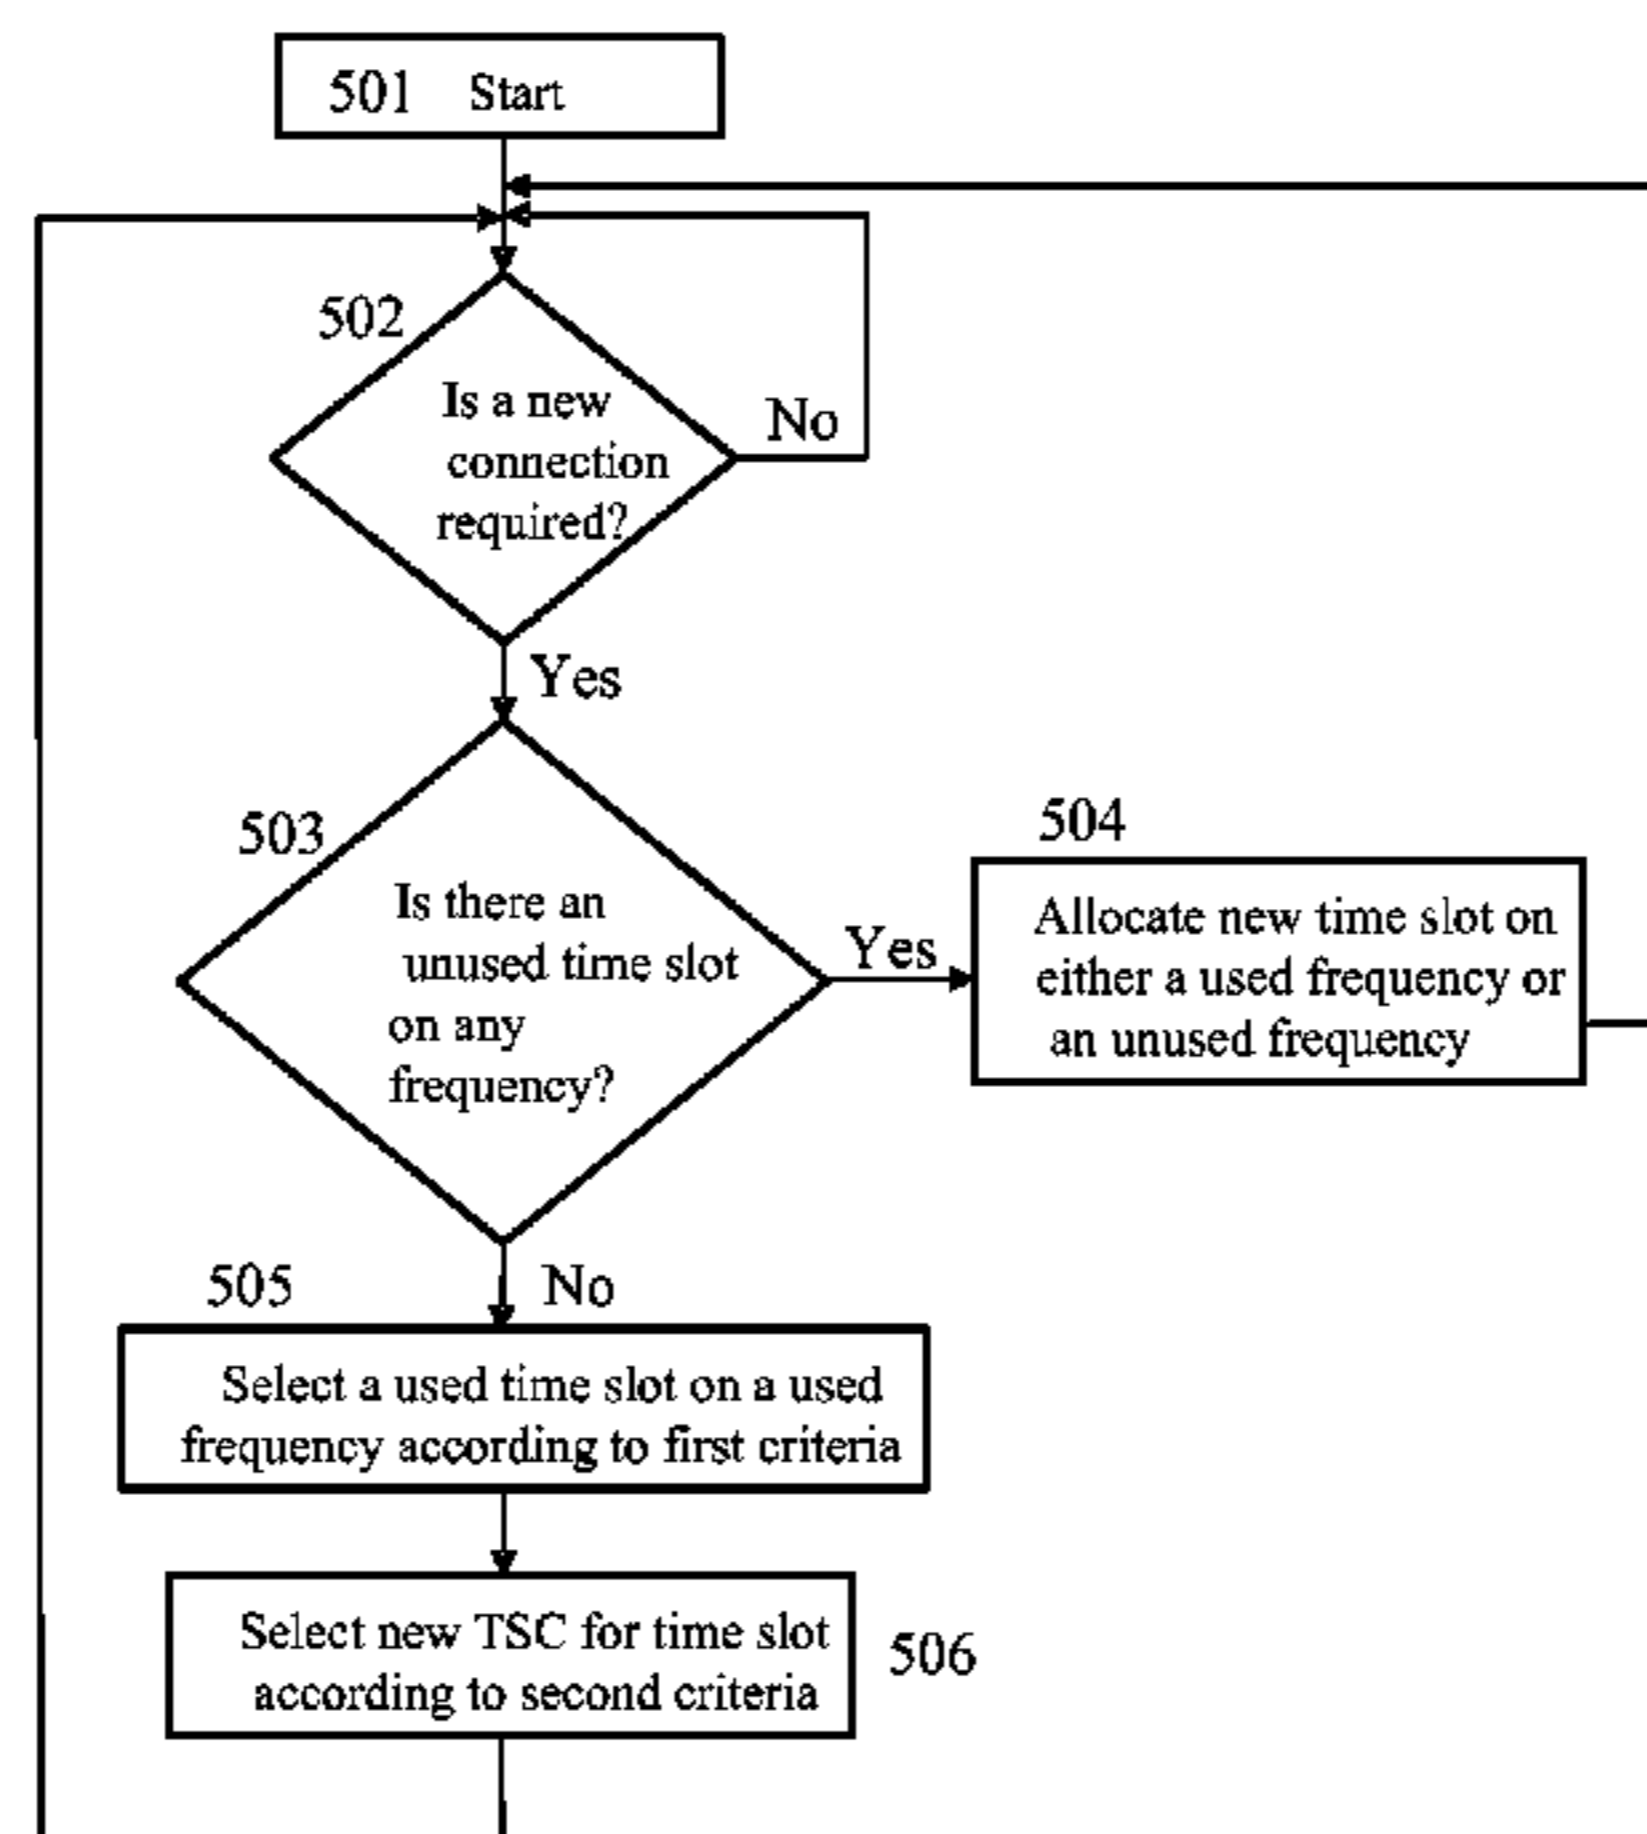 501 Start
502
Is a new
connection
required?
No
Yes
503
Is there an
unused time slot
on any
frequency?
Yes
504
Allocate new time slot on
either a used frequency or
an unused frequency
505
No
Select a used time slot on a used
frequency according to first criteria
Select new TSC for time slot
according to second criteria
506